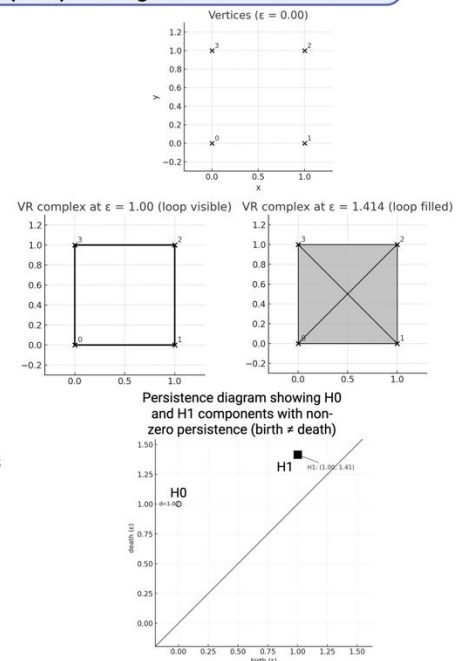 Vertices (ε = 0.00)
1.2
1.0
0.8
0.6
0.4
0.2
0.0
−0.2
y
3
2
0
1
0.0 0.5 1.0
x
VR complex at ε = 1.00 (loop visible)
1.2
1.0
0.8
0.6
0.4
0.2
0.0
−0.2
3
2
0
1
0.0 0.5 1.0
VR complex at ε = 1.414 (loop filled)
1.2
1.0
0.8
0.6
0.4
0.2
0.0
−0.2
3
2
0
1
0.0 0.5 1.0
Persistence diagram showing H0
and H1 components with non-
zero persistence (birth ≠ death)
1.50
1.25
1.00
0.75
0.50
0.25
0.00
death (ε)
H0
d=1.0
H1
H1: (1.00, 1.41)
0.00 0.25 0.50 0.75 1.00 1.25 1.50
birth (ε)